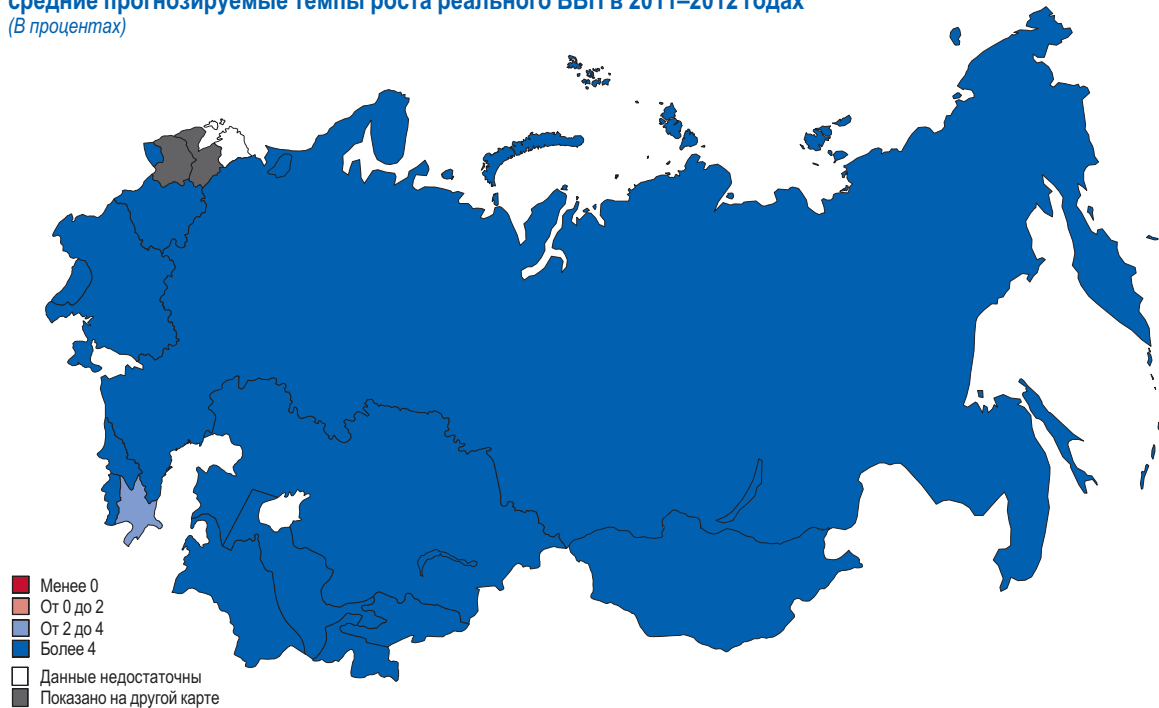 средние прогнозируемые темпы роста реального ВВП в 2011–2012 годах
(В процентах)
Менее 0
От 0 до 2
От 2 до 4
Более 4
Данные недостаточны
Показано на другой карте